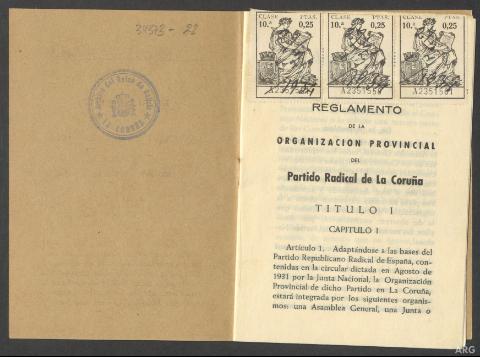 34373 - 22
LA CORUÑA
CLASE PTAS.
10.ª 0,25
CLASE PTAS.
10.ª 0,25
CLASE PTAS.
10.ª 0,25
REGLAMENTO
DE LA
ORGANIZACION PROVINCIAL
DEL
Partido Radical de La Coruña
TITULO I
CAPITULO I
Artículo 1. Adaptándose a las bases del
Partido Republicano Radical de España, con-
tenidas en la circular dictada en Agosto de
1931 por la Junta Nacional, la Organización
Provincial de dicho Partido en La Coruña,
estará integrada por los siguientes organis-
mos: una Asamblea General, una Junta o
ARG